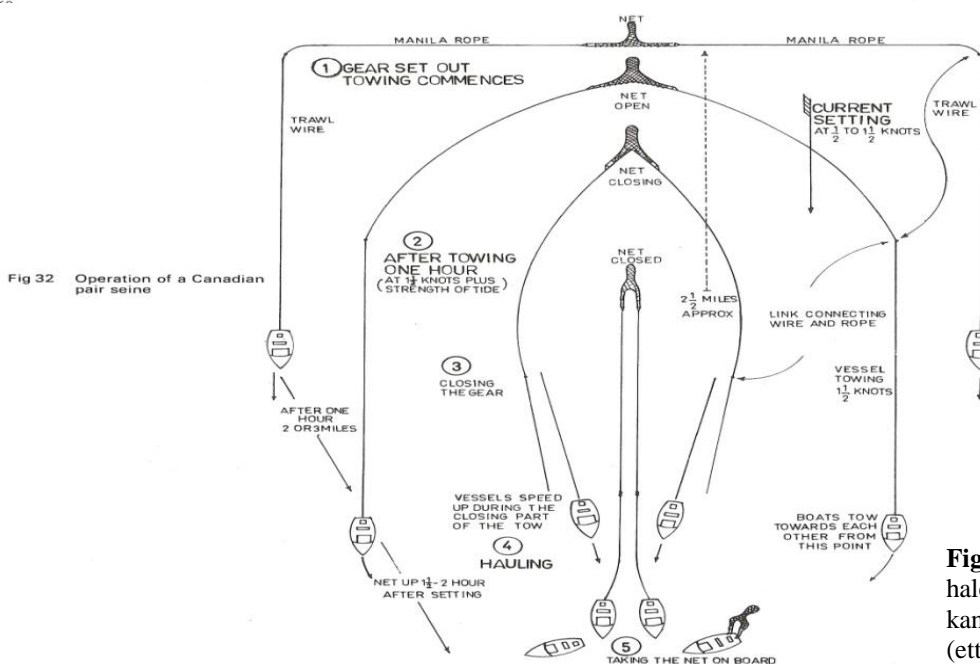 NET
MANILA ROPE
MANILA ROPE
1 GEAR SET OUT
TOWING COMMENCES
NET
OPEN
TRAWL
WIRE
CURRENT
SETTING
AT 1/2 TO 1 1/2 KNOTS
TRAWL
WIRE
NET
CLOSING
2
AFTER TOWING
ONE HOUR
(AT 1 1/2 KNOTS PLUS
STRENGTH OF TIDE)
NET
CLOSED
Fig 32 Operation of a Canadian
pair seine
2 1/2 MILES
APPROX
LINK CONNECTING
WIRE AND ROPE
3
CLOSING
THE GEAR
VESSEL
TOWING
1 1/2 KNOTS
AFTER ONE
HOUR
2 OR 3 MILES
VESSELS SPEED
UP DURING THE
CLOSING PART
OF THE TOW
BOATS TOW
TOWARDS EACH
OTHER FROM
THIS POINT
4
HAULING
NET UP 1 1/2 - 2 HOUR
AFTER SETTING
5
TAKING THE NET ON BOARD
Fig
hale
kan
(ett